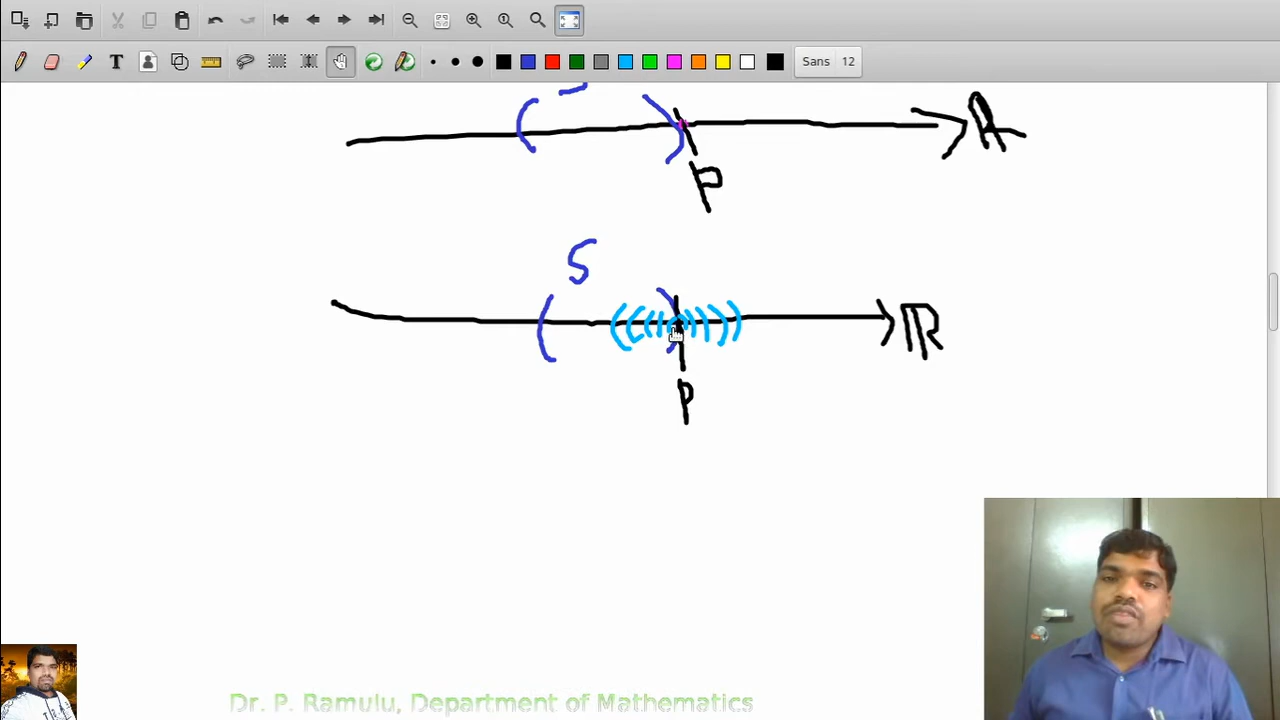 Sans 12
R
P
S
R
P
Dr. P. Ramulu, Department of Mathematics